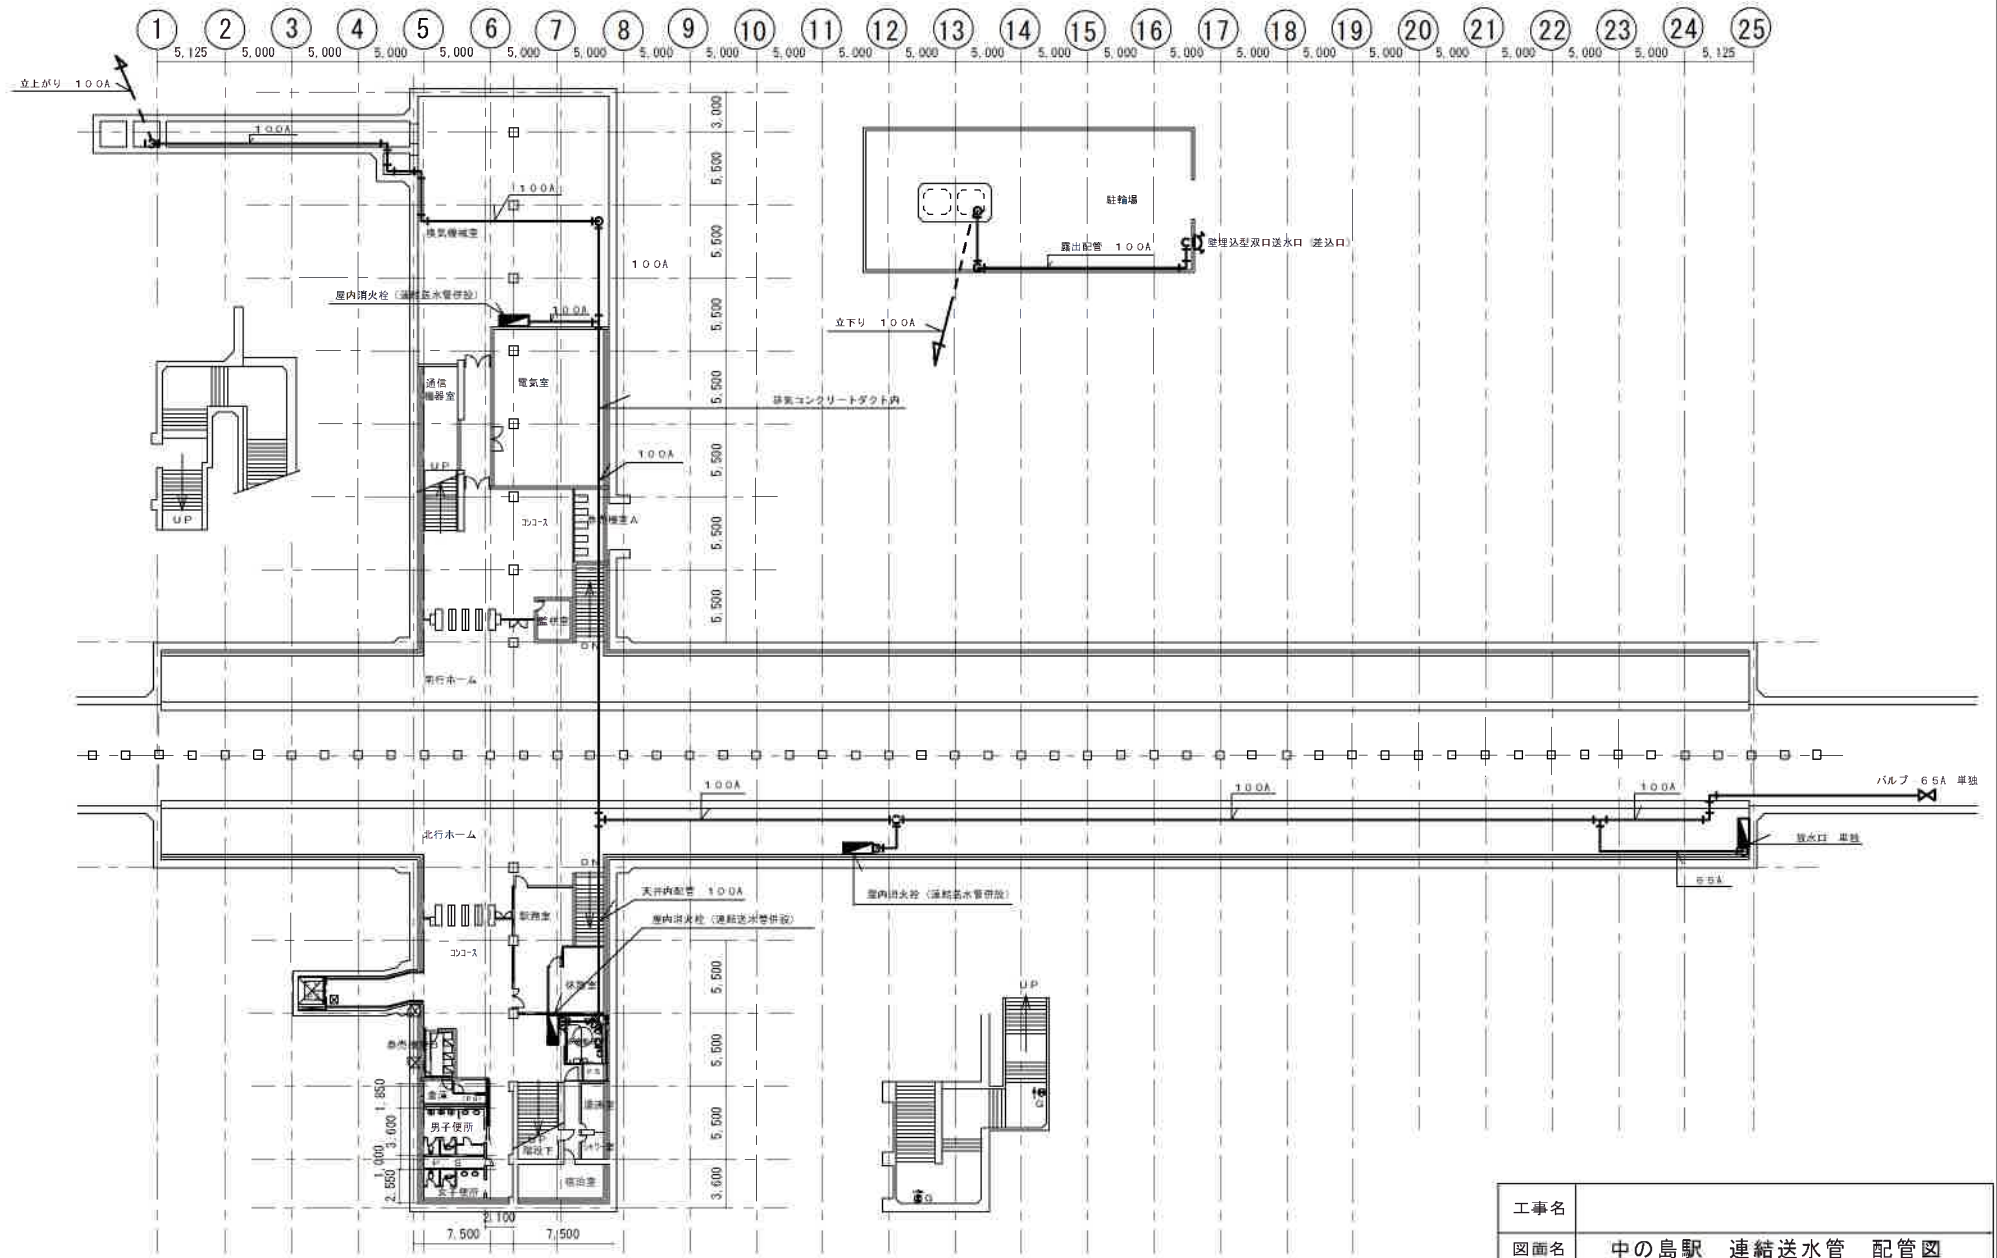 1 2 3 4 5 6 7 8 9 10 11 12 13 14 15 16 17 18 19 20 21 22 23 24 25
5,125 5,000 5,000 5,000 5,000 5,000 5,000 5,000 5,000 5,000 5,000 5,000 5,000 5,000 5,000 5,000 5,000 5,000 5,000 5,000 5,000 5,000 5,000 5,125
立上がり 100A
100A
3,000
5,500
100A
換気機械室
5,500
100A
駐輪場
壁埋込型双口送水口(差込口)
露出配管 100A
屋内消火栓(連結送水管併設)
100A
5,500
立下り 100A
通信
機器室
電気室
5,500
排気コンクリートダクト内
100A
5,500
UP
UP
コンコース
券売機室A
5,500
5,500
DN
南行ホーム
バルブ 65A 単独
100A
100A
100A
北行ホーム
放水口 単独
DN
65A
天井内配管 100A
屋内消火栓(連結送水管併設)
屋内消火栓(連結送水管併設)
駅務室
コンコース
休憩室
5,500
UP
5,500
1,850
男子便所
3,600
5,500
1,000
UP
階段下
2,550
女子便所
宿泊室
3,600
G
G
2,100
7,500
7,500
工事名
図面名 中の島駅 連結送水管 配管図